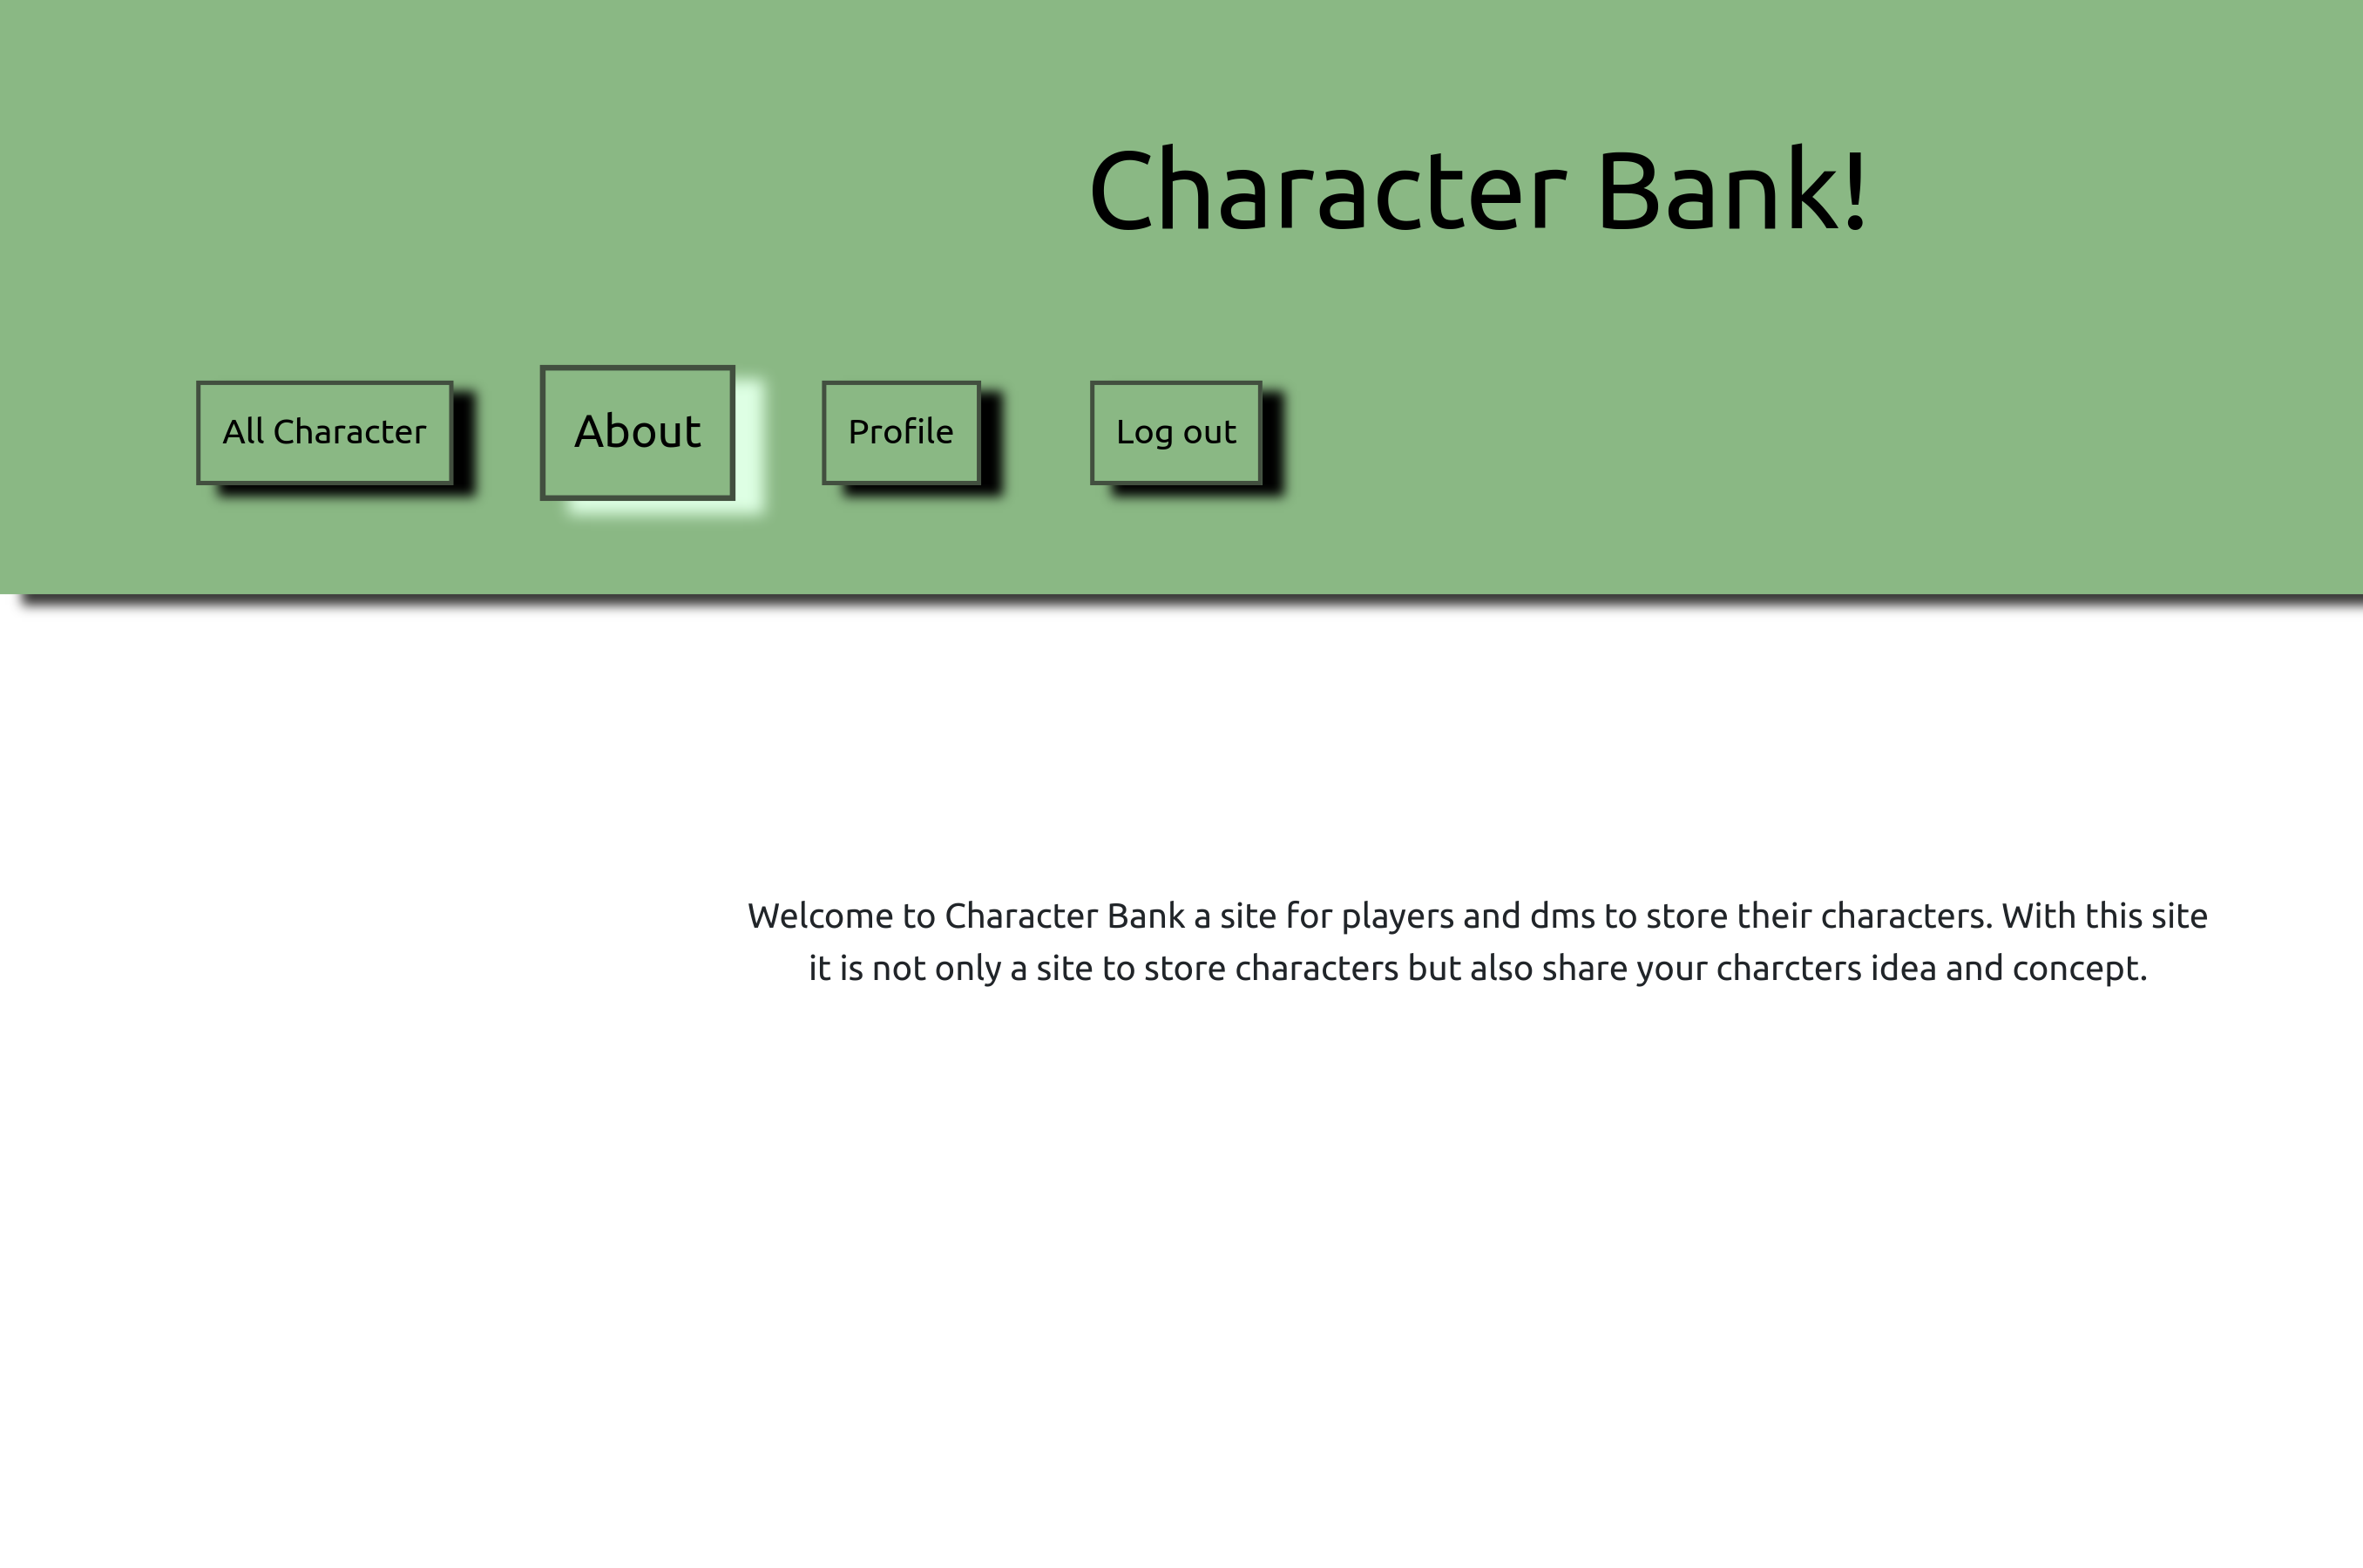 Character Bank!
All Character
About
Profile
Log out
Welcome to Character Bank a site for players and dms to store their characters. With this site
it is not only a site to store characters but also share your charcters idea and concept.